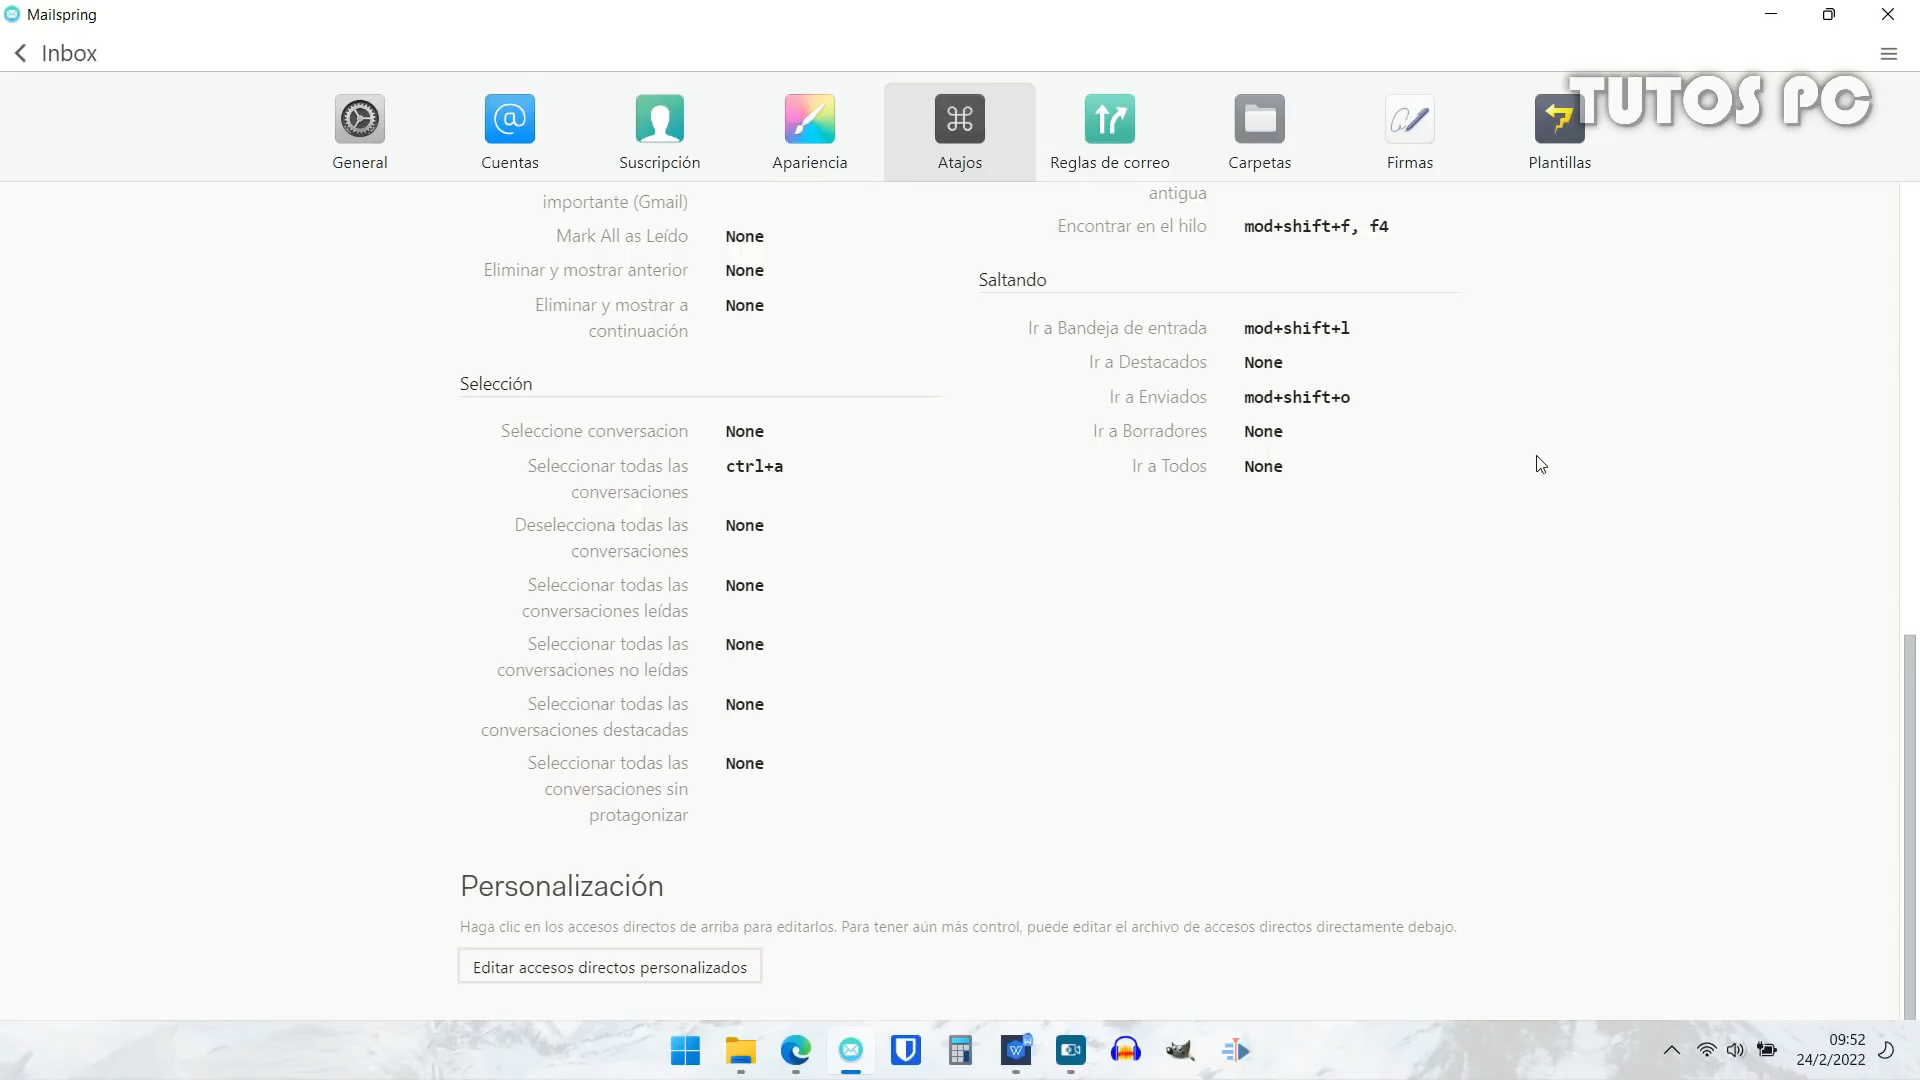 Mailspring
Inbox
TUTOS PC
General
Cuentas
Suscripción
Apariencia
Atajos
Reglas de correo
Carpetas
Firmas
Plantillas
importante (Gmail)
Mark All as Leído None
Eliminar y mostrar anterior None
Eliminar y mostrar a None
continuación
Selección
Seleccione conversacion None
Seleccionar todas las ctrl+a
conversaciones
Deselecciona todas las None
conversaciones
Seleccionar todas las None
conversaciones leídas
Seleccionar todas las None
conversaciones no leídas
Seleccionar todas las None
conversaciones destacadas
Seleccionar todas las None
conversaciones sin
protagonizar
antigua
Encontrar en el hilo mod+shift+f, f4
Saltando
Ir a Bandeja de entrada mod+shift+l
Ir a Destacados None
Ir a Enviados mod+shift+o
Ir a Borradores None
Ir a Todos None
Personalización
Haga clic en los accesos directos de arriba para editarlos. Para tener aún más control, puede editar el archivo de accesos directos directamente debajo.
Editar accesos directos personalizados
09:52
24/2/2022